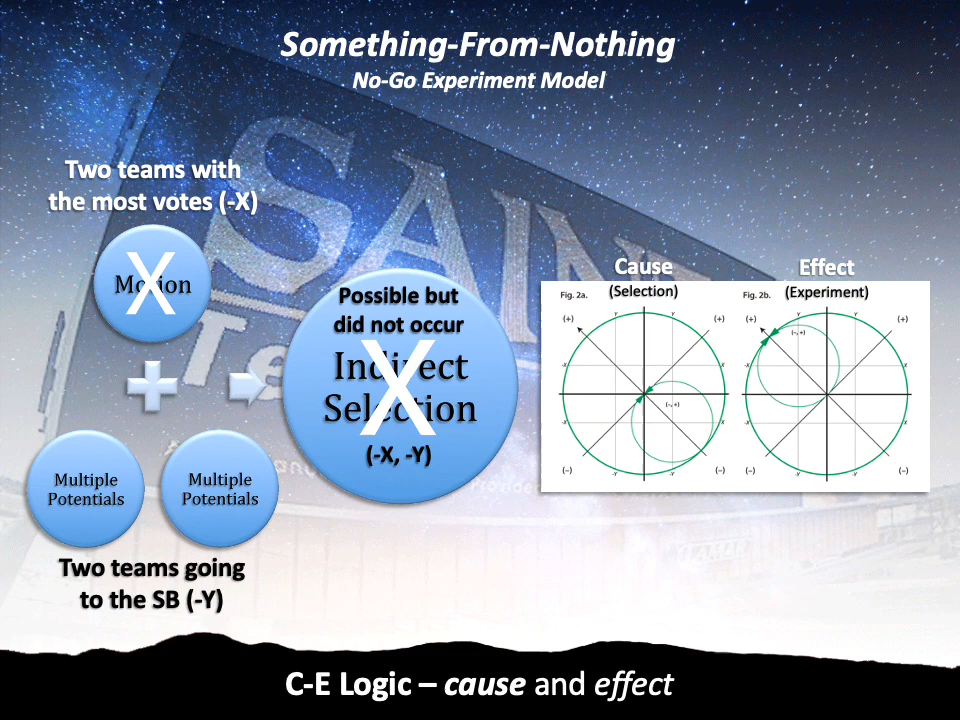 Something-From-Nothing
No-Go Experiment Model
SAIN
Te
Two teams with
the most votes (-X)
Motion
X
Possible but
did not occur
Indirect
Selection
X
(-X, -Y)
Multiple
Potentials
Multiple
Potentials
Two teams going
to the SB (-Y)
Cause
(Selection)
Effect
(Experiment)
Fig. 2a.
Fig. 2b.
(+)
-Y
-Y
(+)
(+)
-Y
-Y
(+)
(-, +)
-X
-X
-X
-X
(-, +)
-X
-X
-X
-X
(-)
-Y
-Y
(-)
(-)
-Y
-Y
(-)
C-E Logic – cause and effect